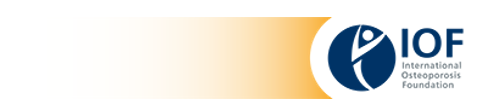 IOF
International
Osteoporosis
Foundation